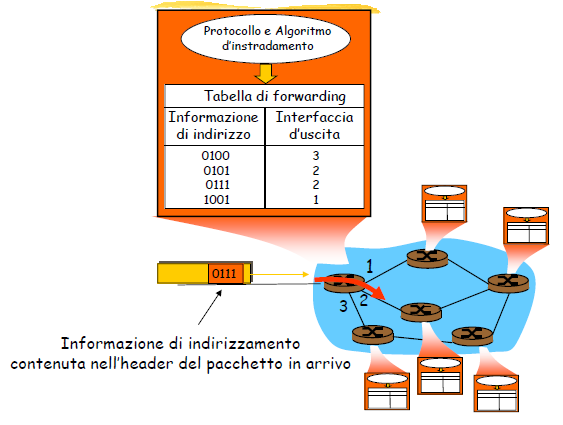 Protocollo e Algoritmo
d'instradamento
Tabella di forwarding
Informazione di indirizzo
Interfaccia d'uscita
0100 3
0101 2
0111 2
1001 1
0111
1
2
3
Informazione di indirizzamento
contenuta nell'header del pacchetto in arrivo